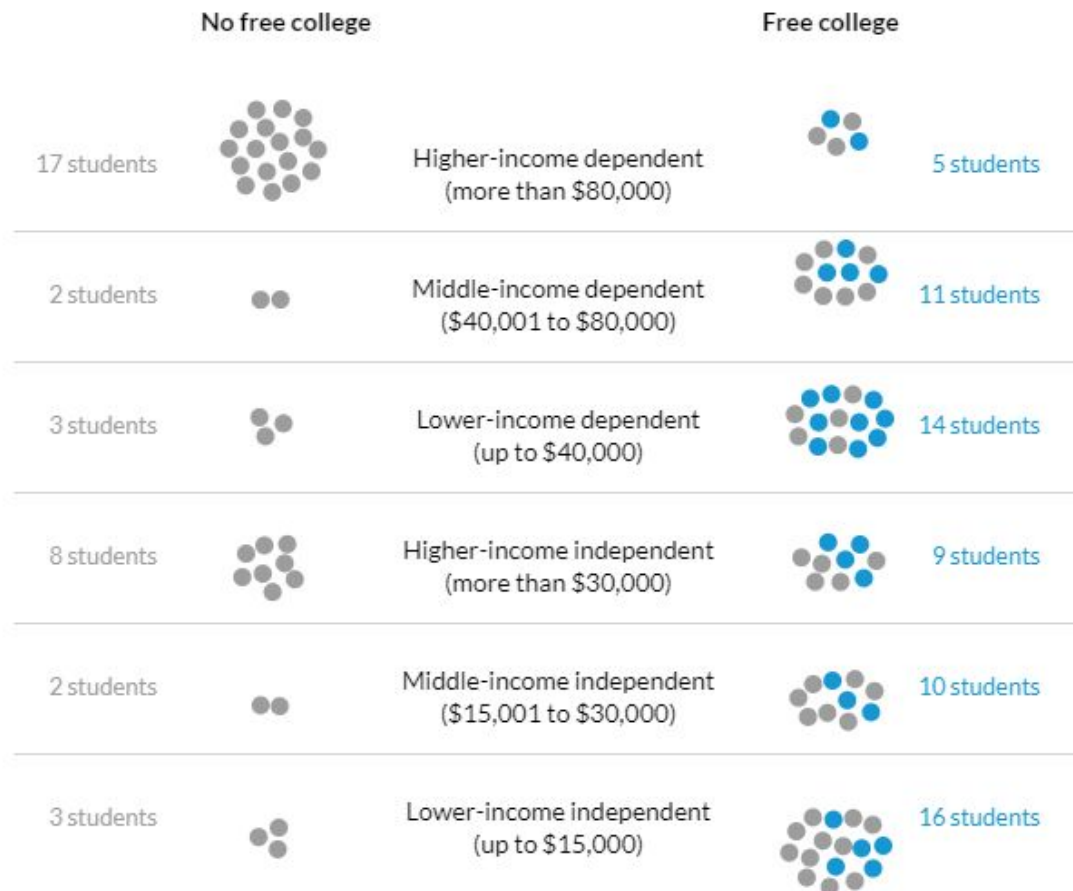 No free college
Free college
17 students
Higher-income dependent
(more than $80,000)
5 students
2 students
Middle-income dependent
($40,001 to $80,000)
11 students
3 students
Lower-income dependent
(up to $40,000)
14 students
8 students
Higher-income independent
(more than $30,000)
9 students
2 students
Middle-income independent
($15,001 to $30,000)
10 students
3 students
Lower-income independent
(up to $15,000)
16 students